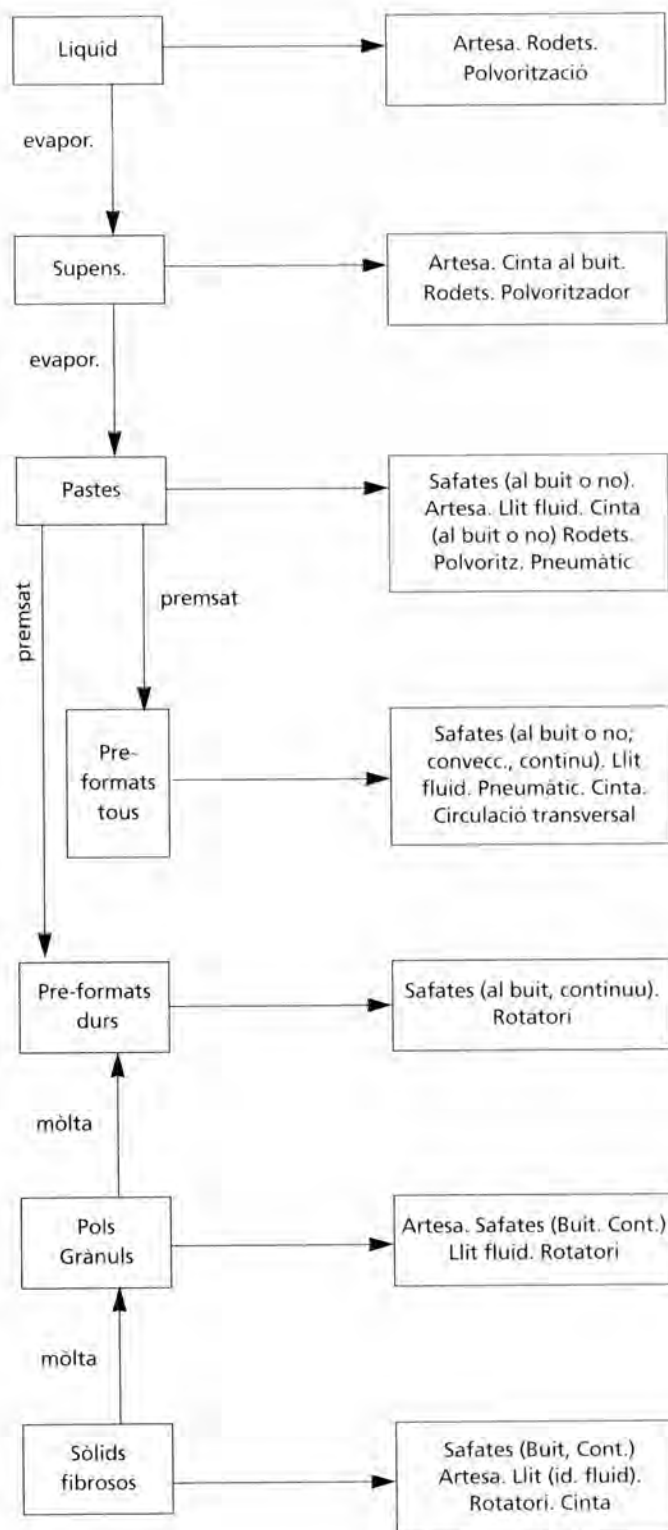 Líquid
Artesa. Rodets.
Polvorització
evapor.
Supens.
Artesa. Cinta al buit.
Rodets. Polvoritzador
evapor.
Pastes
Safates (al buit o no).
Artesa. Llit fluid. Cinta
(al buit o no) Rodets.
Polvoritz. Pneumàtic
premsat
premsat
Pre-
formats
tous
Safates (al buit o no;
convecc., continu). Llit
fluid. Pneumàtic. Cinta.
Circulació transversal
Pre-formats
durs
Safates (al buit, continuu).
Rotatori
mòlta
Pols
Grànuls
Artesa. Safates (Buit. Cont.)
Llit fluid. Rotatori
mòlta
Sòlids
fibrosos
Safates (Buit, Cont.)
Artesa. Llit (id. fluid).
Rotatori. Cinta